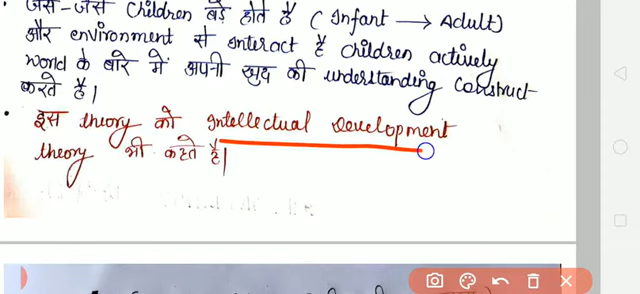 जैसे-जैसे children बड़े होते है ( Infant → Adult)
और environment से interact है children actively
world के बारे में अपनी खुद की understanding construct
करते है।
• इस theory को Intellectual Development
theory भी कहते है।